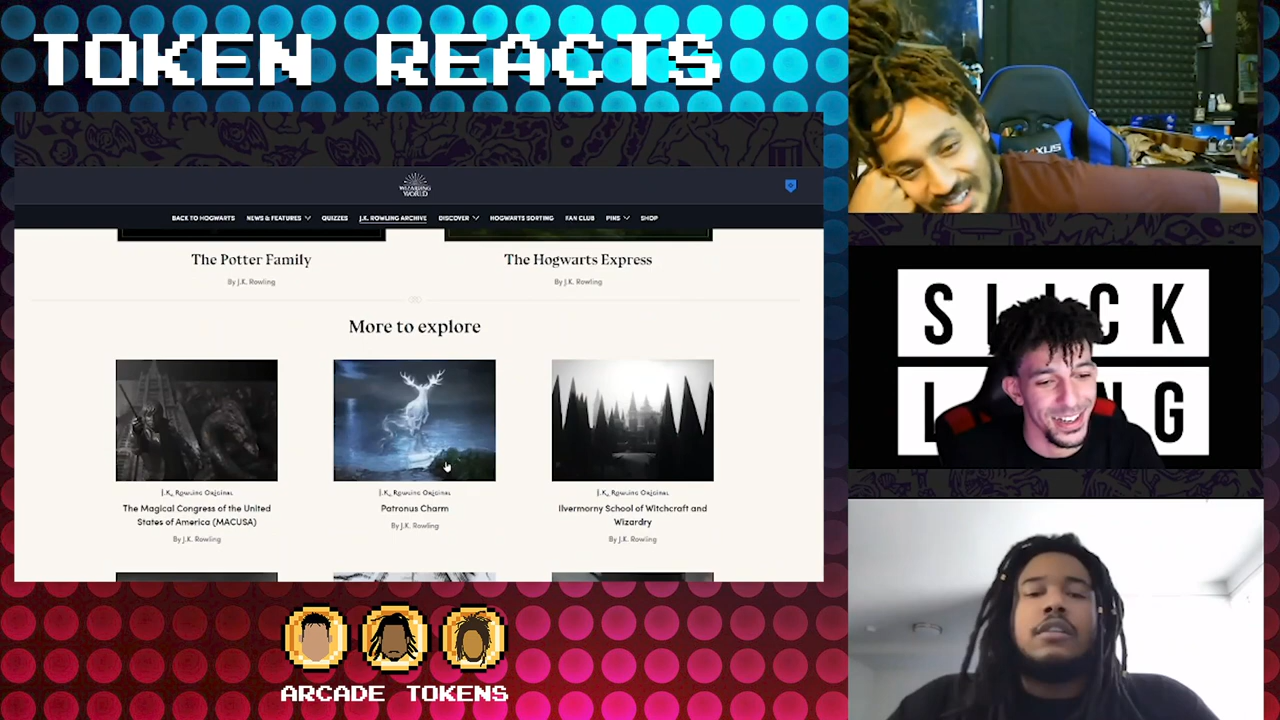 TOKEN REACTS
WIZARDING
WORLD
BACK TO HOGWARTS NEWS & FEATURES QUIZZES J.K. ROWLING ARCHIVE DISCOVER HOGWARTS SORTING FAN CLUB PINS SHOP
The Potter Family
By J.K. Rowling
The Hogwarts Express
By J.K. Rowling
More to explore
J.K. Rowling Original
The Magical Congress of the United
States of America (MACUSA)
By J.K. Rowling
J.K. Rowling Original
Patronus Charm
By J.K. Rowling
J.K. Rowling Original
Ilvermorny School of Witchcraft and
Wizardry
By J.K. Rowling
ARCADE TOKENS